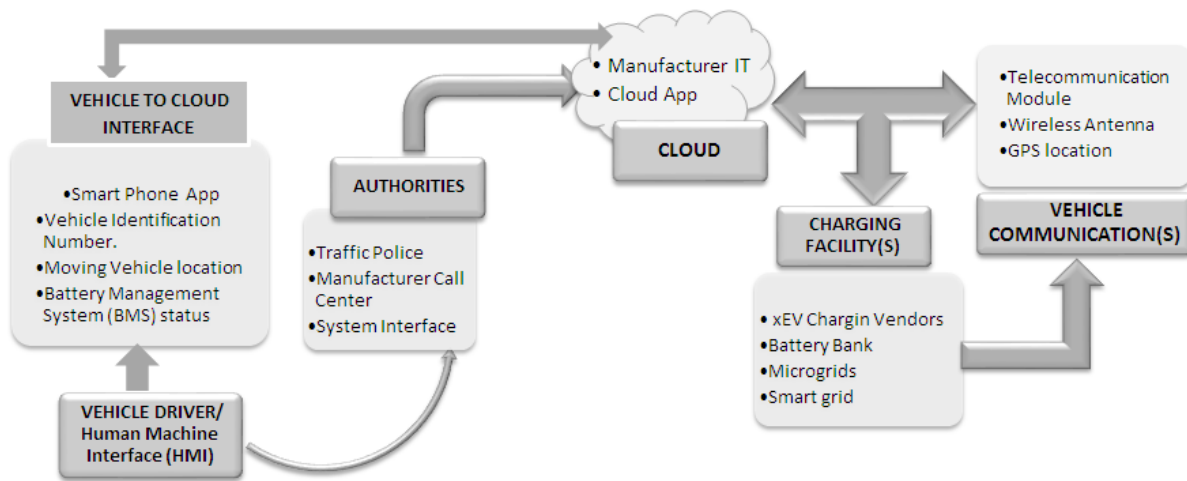 VEHICLE TO CLOUD
INTERFACE
•Smart Phone App
•Vehicle Identification
Number.
•Moving Vehicle location
•Battery Management
System (BMS) status
VEHICLE DRIVER/
Human Machine
Interface (HMI)
AUTHORITIES
•Traffic Police
•Manufacturer Call
Center
•System Interface
• Manufacturer IT
• Cloud App
CLOUD
CHARGING
FACILITY(S)
• xEV Chargin Vendors
•Battery Bank
•Microgrids
•Smart grid
•Telecommunication
Module
•Wireless Antenna
•GPS location
VEHICLE
COMMUNICATION(S)